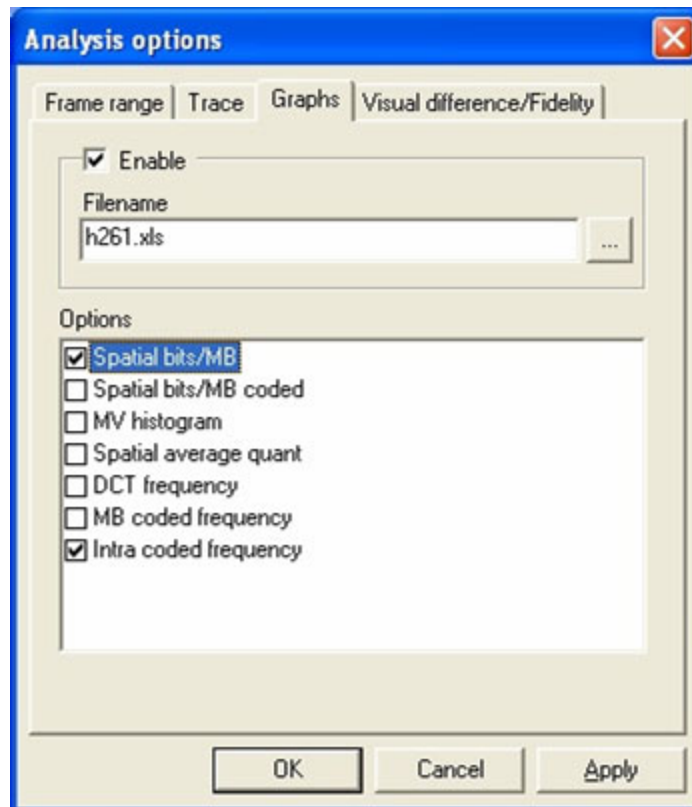 Analysis options
Frame range Trace Graphs Visual difference/Fidelity
Enable
Filename
h261.xls ...
Options
Spatial bits/MB
Spatial bits/MB coded
MV histogram
Spatial average quant
DCT frequency
MB coded frequency
Intra coded frequency
OK Cancel Apply